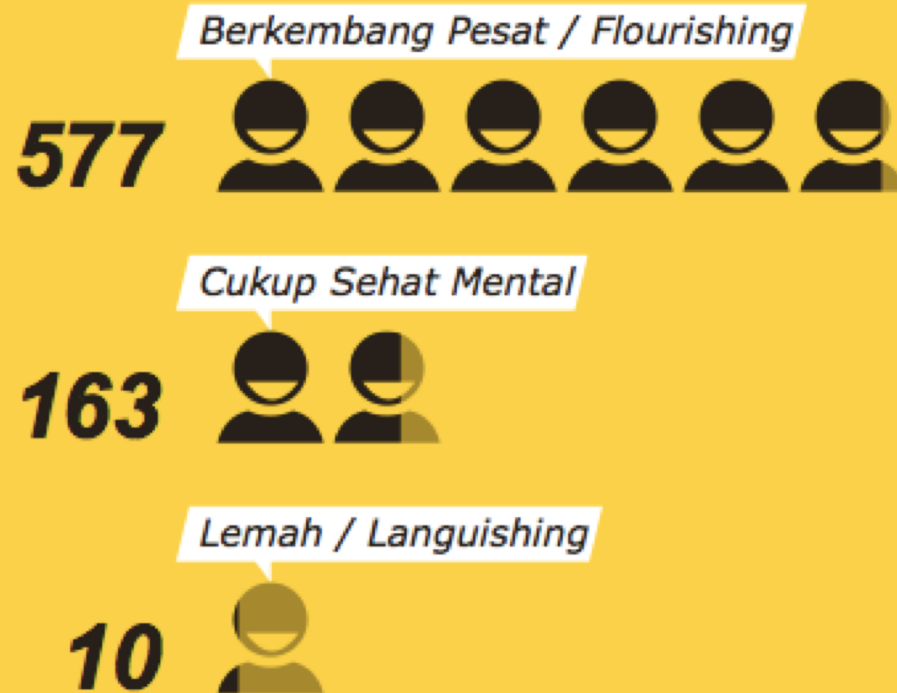 Berkembang Pesat / Flourishing
577
Cukup Sehat Mental
163
Lemah / Languishing
10